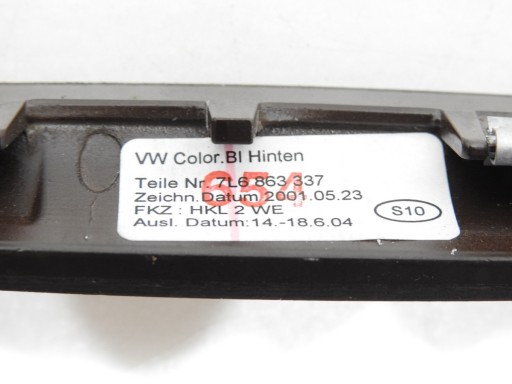 VW Color.Bl Hinten
Teile Nr. 7L6 863 337
354
Zeichn.Datum 2001.05.23
FKZ : HKL 2 WE
S10
Ausl. Datum:14.-18.6.04